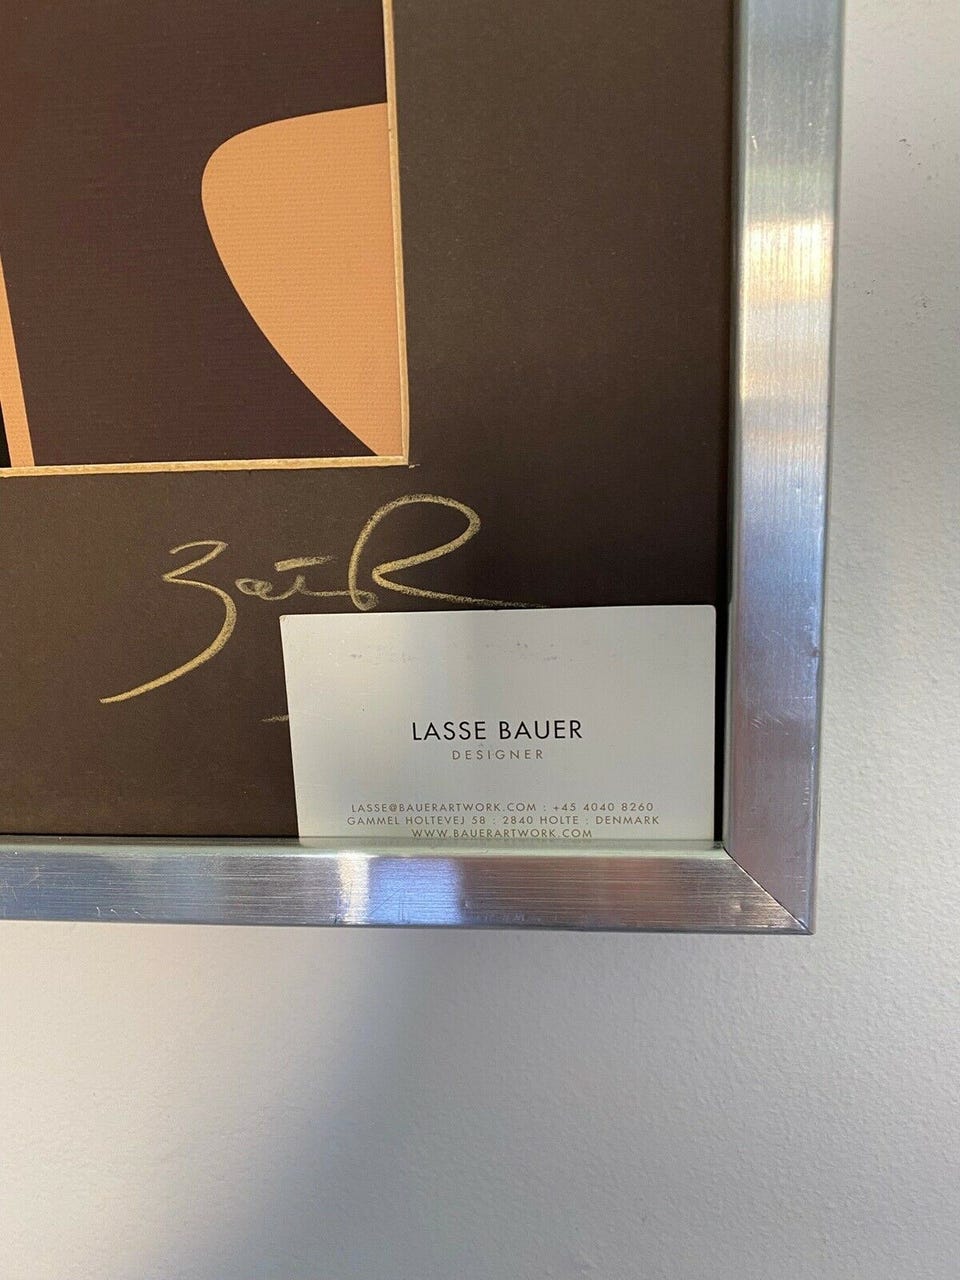 LASSE BAUER
DESIGNER
LASSE@BAUERARTWORK.COM : +45 4040 8260
GAMMEL HOLTEVEJ 58 : 2840 HOLTE : DENMARK
WWW.BAUERARTWORK.COM